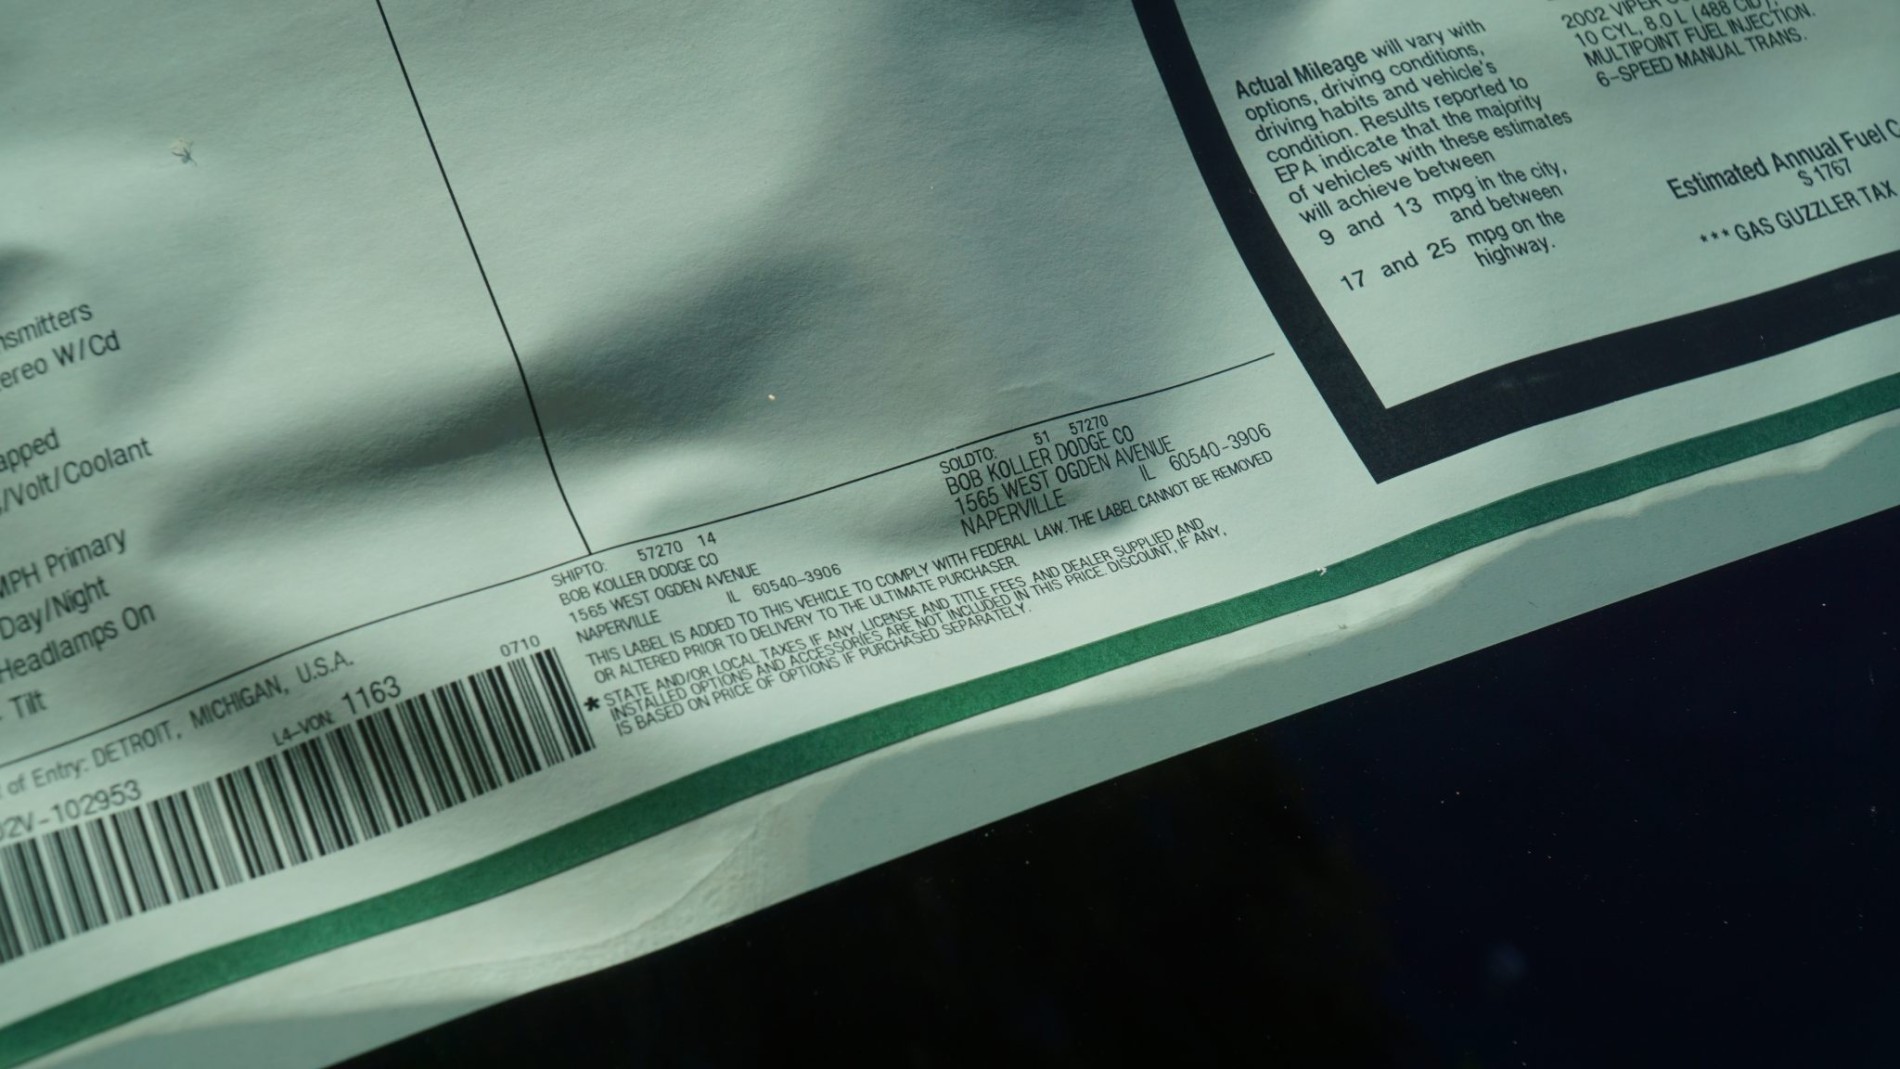 nsmitters
ereo W/Cd
apped
/Volt/Coolant
MPH Primary
Day/Night
Headlamps On
Tilt
of Entry: DETROIT, MICHIGAN, U.S.A.
L4-VON: 1163
02V-102953
0710
SHIPTO: 57270 14
BOB KOLLER DODGE CO
1565 WEST OGDEN AVENUE
NAPERVILLE IL 60540-3906
SOLDTO: 51 57270
BOB KOLLER DODGE CO
1565 WEST OGDEN AVENUE
NAPERVILLE IL 60540-3906
THIS LABEL IS ADDED TO THIS VEHICLE TO COMPLY WITH FEDERAL LAW. THE LABEL CANNOT BE REMOVED
OR ALTERED PRIOR TO DELIVERY TO THE ULTIMATE PURCHASER.
* STATE AND/OR LOCAL TAXES IF ANY, LICENSE AND TITLE FEES AND DEALER SUPPLIED AND
INSTALLED OPTIONS AND ACCESSORIES ARE NOT INCLUDED IN THIS PRICE. DISCOUNT, IF ANY,
IS BASED ON PRICE OF OPTIONS IF PURCHASED SEPARATELY.
Actual Mileage will vary with
options, driving conditions,
driving habits and vehicle's
condition. Results reported to
EPA indicate that the majority
of vehicles with these estimates
will achieve between
9 and 13 mpg in the city,
and between
17 and 25 mpg on the
highway.
2002 VIPER
10 CYL, 8.0 L (488 CID),
MULTIPOINT FUEL INJECTION.
6-SPEED MANUAL TRANS.
Estimated Annual Fuel C
$ 1767
*** GAS GUZZLER TAX